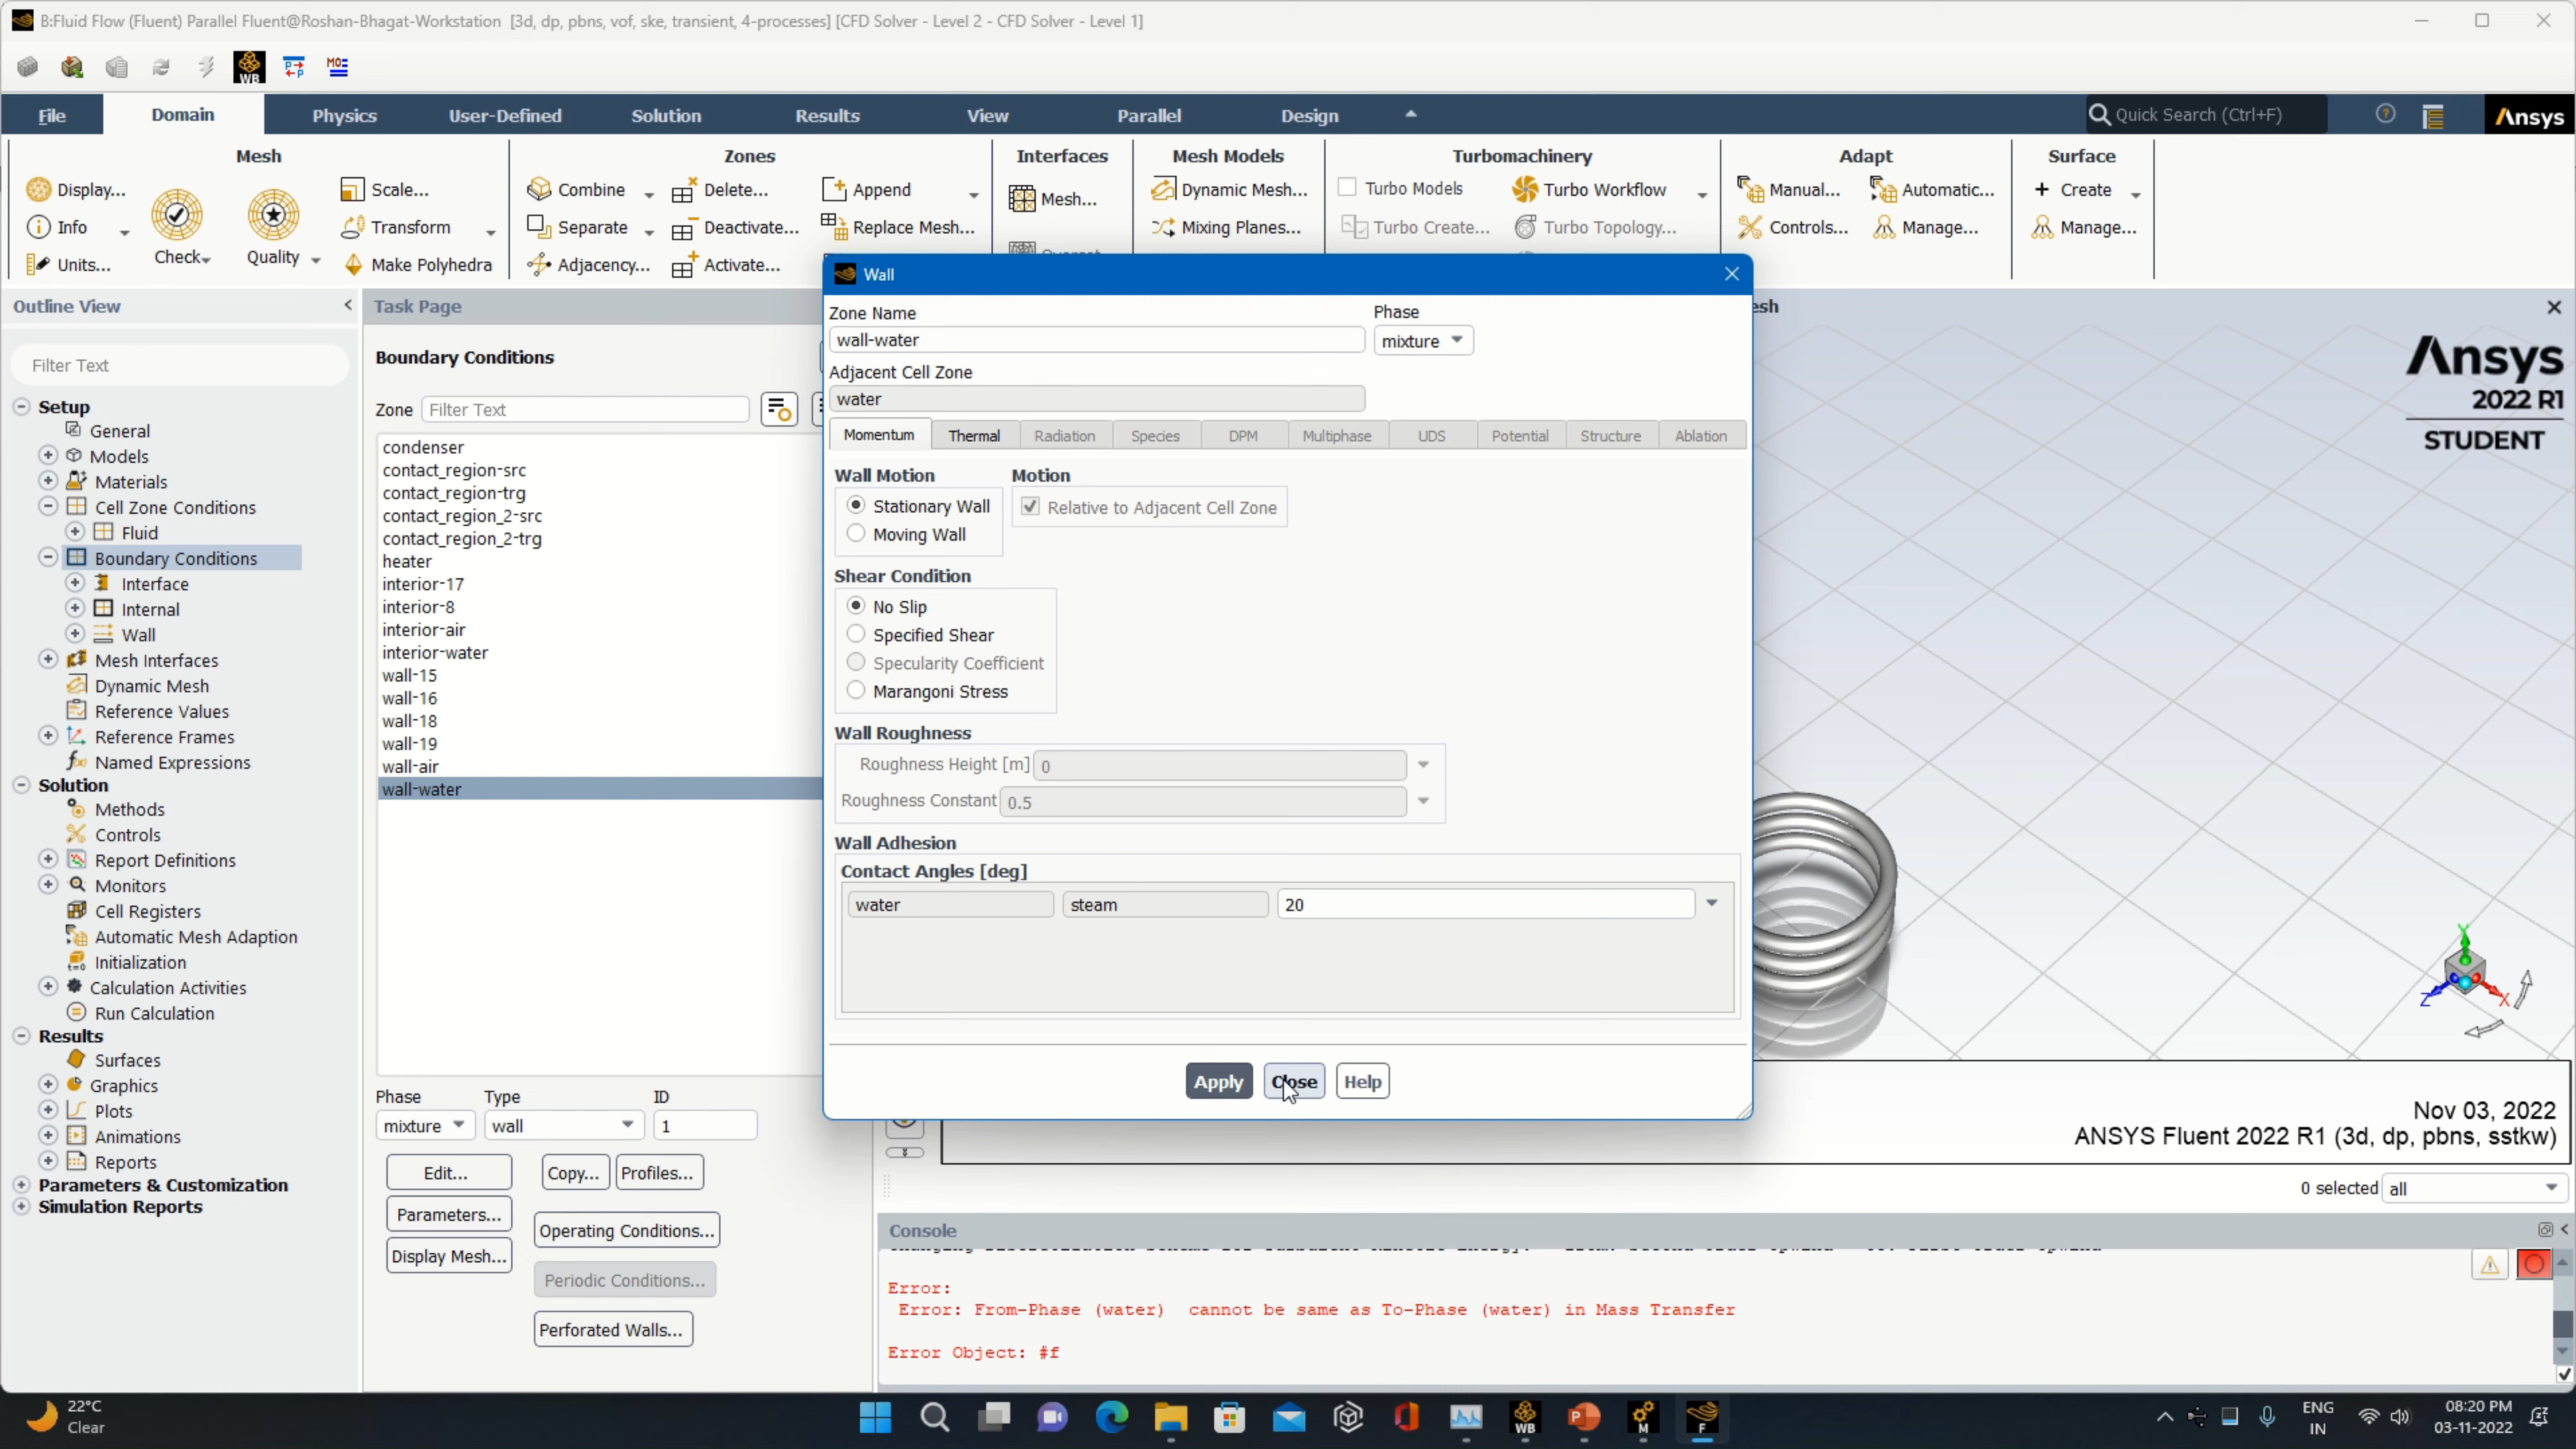 B:Fluid Flow (Fluent) Parallel Fluent@Roshan-Bhagat-Workstation [3d, dp, pbns, vof, ske, transient, 4-processes] [CFD Solver - Level 2 - CFD Solver - Level 1]
WB
P P
MO
File Domain Physics User-Defined Solution Results View Parallel Design Quick Search (Ctrl+F) Ansys
Mesh Zones Interfaces Mesh Models Turbomachinery Adapt Surface
Display... Scale... Combine Delete... Append Mesh... Dynamic Mesh... Turbo Models Turbo Workflow Manual... Automatic... Create
Info Transform Separate Deactivate... Replace Mesh... Mixing Planes... Turbo Create... Turbo Topology... Controls... Manage... Manage...
Check Quality
Units... Make Polyhedra Adjacency... Activate...
Outline View
Filter Text
Setup
General
Models
Materials
Cell Zone Conditions
Fluid
Boundary Conditions
Interface
Internal
Wall
Mesh Interfaces
Dynamic Mesh
Reference Values
Reference Frames
Named Expressions
Solution
Methods
Controls
Report Definitions
Monitors
Cell Registers
Automatic Mesh Adaption
Initialization
Calculation Activities
Run Calculation
Results
Surfaces
Graphics
Plots
Animations
Reports
Parameters & Customization
Simulation Reports
Task Page
Boundary Conditions
Zone Filter Text
condenser
contact_region-src
contact_region-trg
contact_region_2-src
contact_region_2-trg
heater
interior-17
interior-8
interior-air
interior-water
wall-15
wall-16
wall-18
wall-19
wall-air
wall-water
Phase Type ID
mixture wall 1
Edit... Copy... Profiles...
Parameters... Operating Conditions...
Display Mesh... Periodic Conditions...
Perforated Walls...
Wall
Zone Name Phase
wall-water mixture
Adjacent Cell Zone
water
Momentum Thermal Radiation Species DPM Multiphase UDS Potential Structure Ablation
Wall Motion Motion
Stationary Wall Relative to Adjacent Cell Zone
Moving Wall
Shear Condition
No Slip
Specified Shear
Specularity Coefficient
Marangoni Stress
Wall Roughness
Roughness Height [m] 0
Roughness Constant 0.5
Wall Adhesion
Contact Angles [deg]
water steam 20
Apply Close Help
esh
Ansys
2022 R1
STUDENT
Y
Z X
Nov 03, 2022
ANSYS Fluent 2022 R1 (3d, dp, pbns, sstkw)
0 selected all
Console
Error:
Error: From-Phase (water) cannot be same as To-Phase (water) in Mass Transfer
Error Object: #f
22°C
Clear
WB
P
M
F
ENG
IN
08:20 PM
03-11-2022